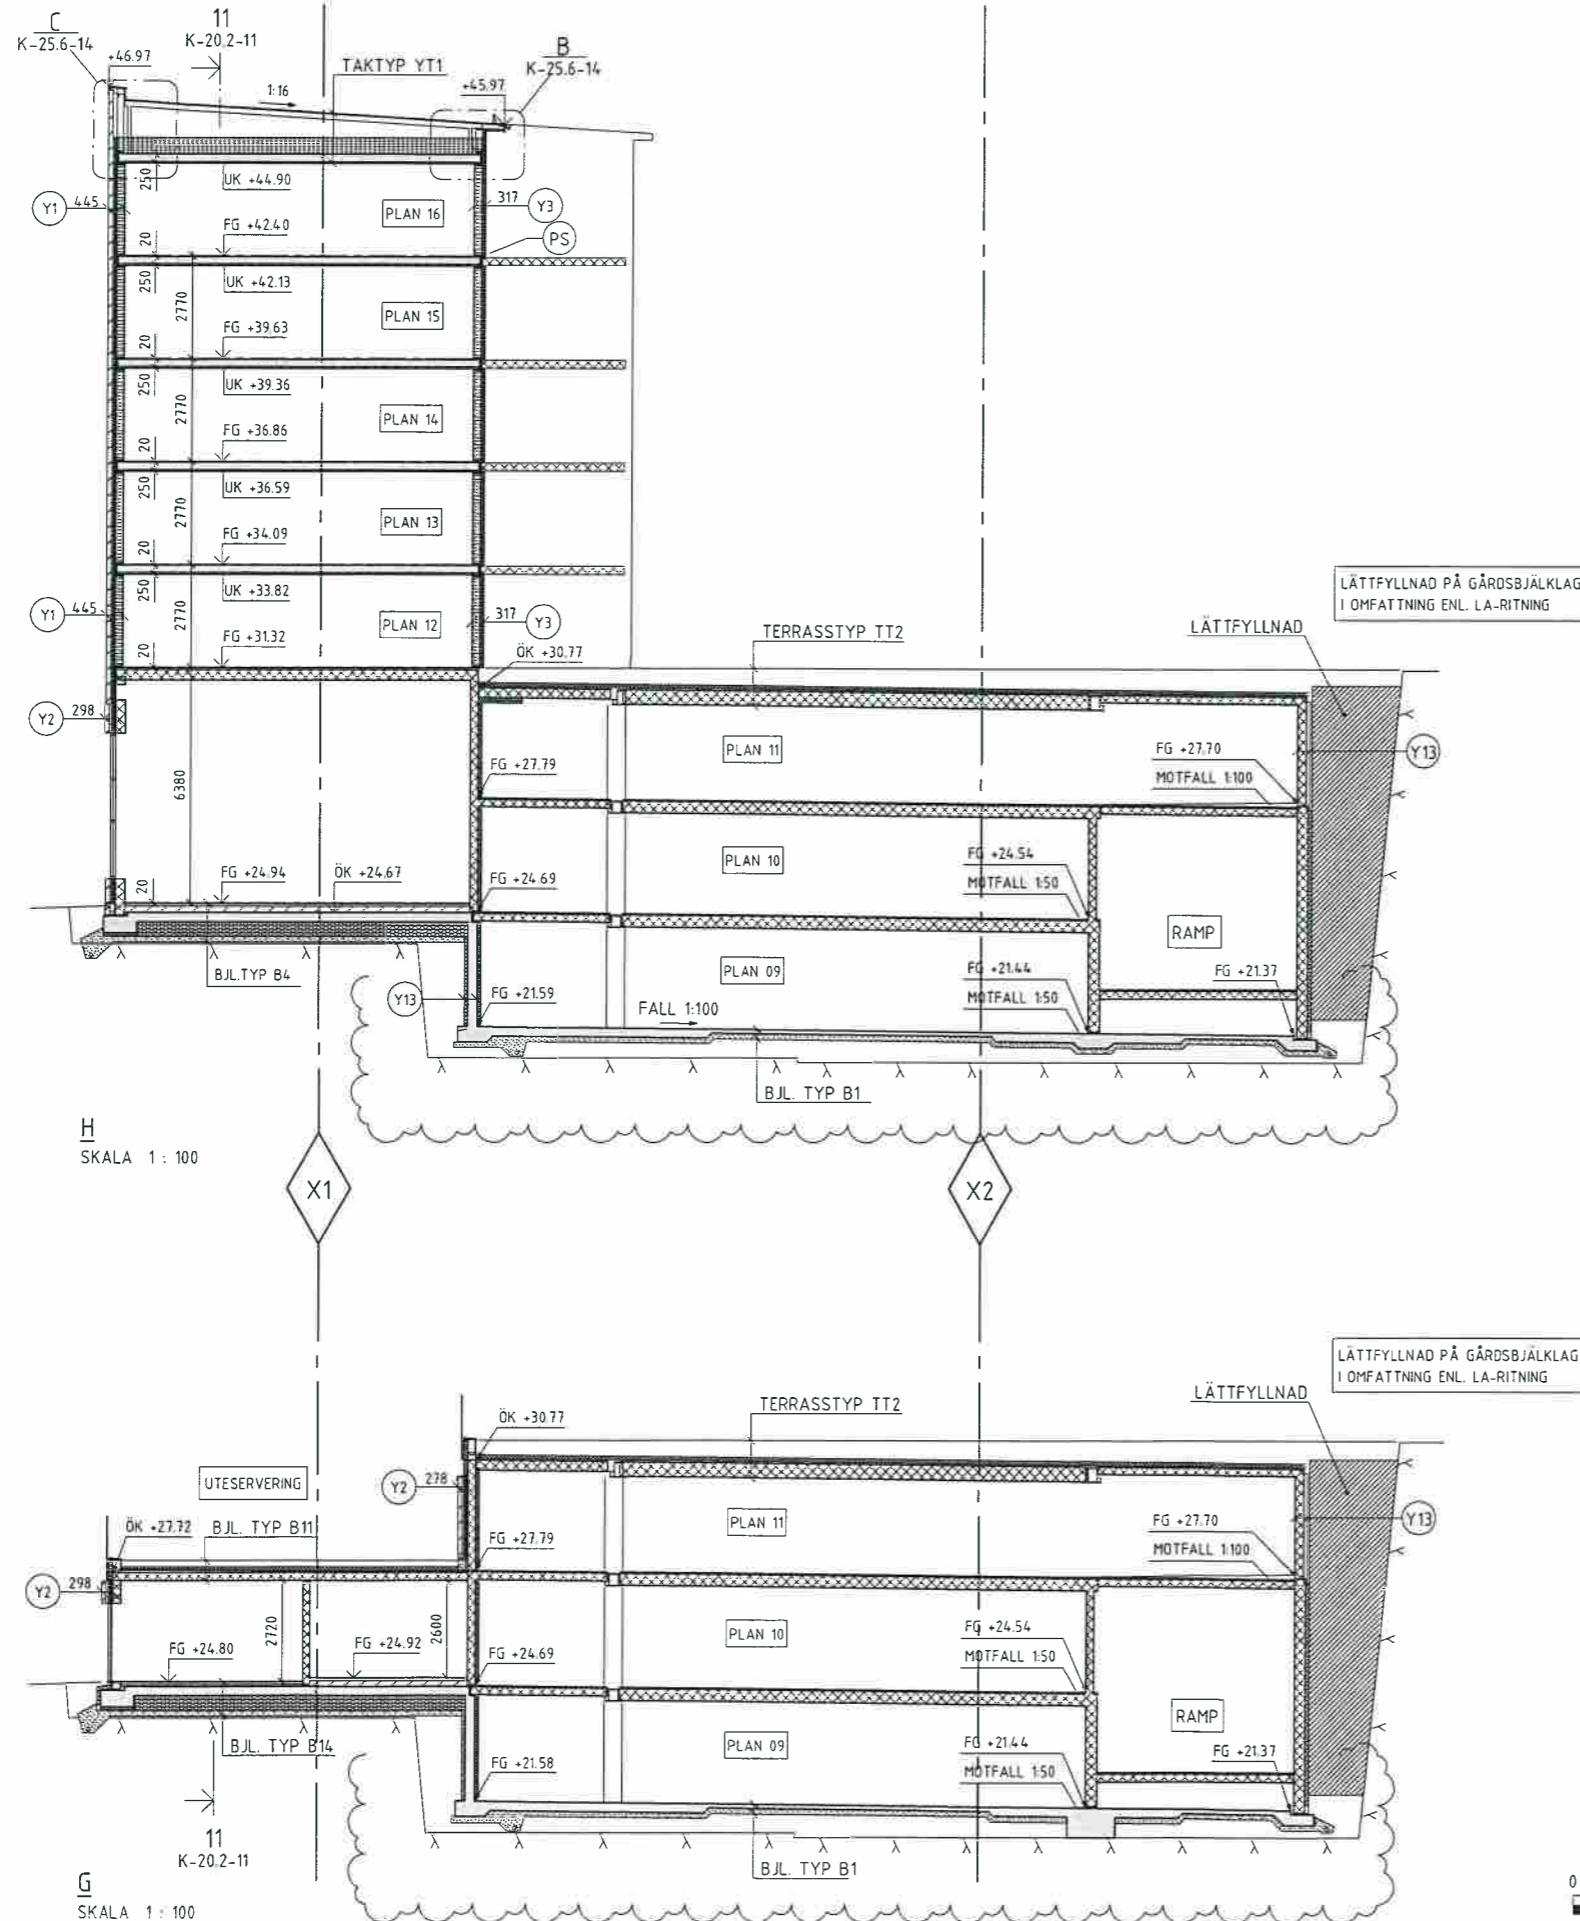 C
K-25.6-14
11
K-20.2-11
B
K-25.6-14
+46.97
TAKTYP YT1
1:16
+45.97
250
UK +44.90
Y1
445
PLAN 16
317
Y3
FG +42.40
PS
20
250
UK +42.13
2770
PLAN 15
FG +39.63
20
250
UK +39.36
2770
PLAN 14
FG +36.86
20
250
UK +36.59
2770
PLAN 13
FG +34.09
20
250
UK +33.82
Y1
445
2770
PLAN 12
317
Y3
FG +31.32
20
ÖK +30.77
TERRASSTYP TT2
LÄTTFYLLNAD
LÄTTFYLLNAD PÅ GÅRDSBJÄLKLAG
I OMFATTNING ENL. LA-RITNING
Y2
298
PLAN 11
FG +27.70
Y13
FG +27.79
MOTFALL 1:100
6380
PLAN 10
FG +24.54
FG +24.94
ÖK +24.67
FG +24.69
MOTFALL 1:50
20
RAMP
BJL.TYP B4
PLAN 09
FG +21.44
FG +21.37
Y13
FG +21.59
MOTFALL 1:50
FALL 1:100
BJL. TYP B1
H
SKALA 1 : 100
X1
X2
LÄTTFYLLNAD PÅ GÅRDSBJÄLKLAG
I OMFATTNING ENL. LA-RITNING
LÄTTFYLLNAD
TERRASSTYP TT2
ÖK +30.77
UTESERVERING
Y2
278
ÖK +27.72
BJL. TYP B11
PLAN 11
FG +27.70
Y13
FG +27.79
MOTFALL 1:100
Y2
298
2720
2600
PLAN 10
FG +24.54
FG +24.80
FG +24.92
FG +24.69
MOTFALL 1:50
RAMP
BJL. TYP B14
PLAN 09
FG +21.44
FG +21.37
FG +21.58
MOTFALL 1:50
11
K-20.2-11
BJL. TYP B1
G
SKALA 1 : 100
0